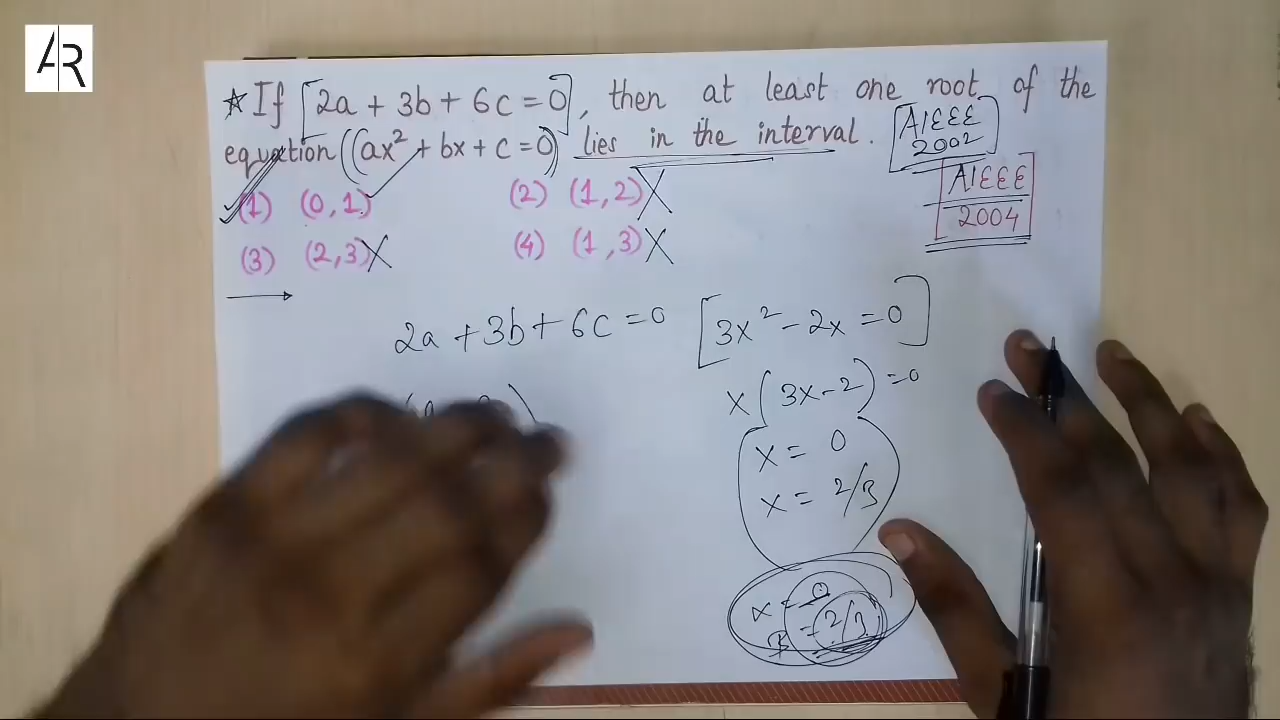 AR
☆ If [2a + 3b + 6c = 0], then at least one root of the
equation ((ax² + bx + c = 0)) lies in the interval. [AIEEE
2002]
[AIEEE
2004]
(1) (0,1) (2) (1,2) X
(3) (2,3) X (4) (1,3) X
→
2a + 3b + 6c = 0 [3x² - 2x = 0]
x(3x - 2) = 0
x = 0
x = 2/3
x = 0
= 2/3